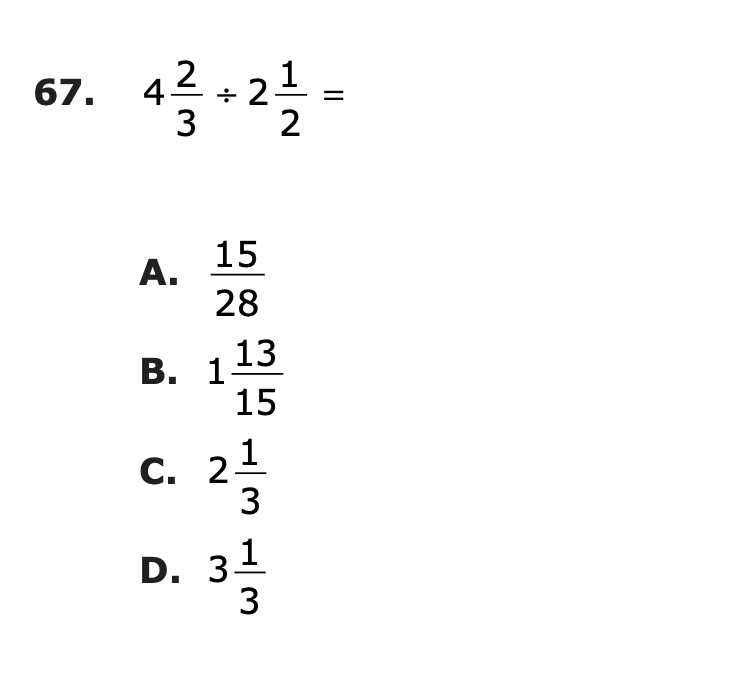 67. 4 2/3 ÷ 2 1/2 =
A. 15/28
B. 1 13/15
C. 2 1/3
D. 3 1/3